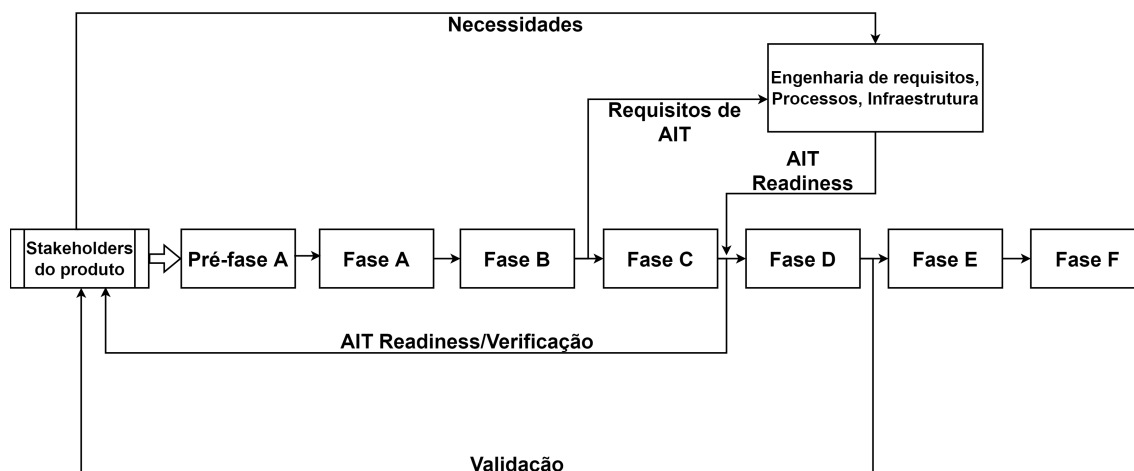 Necessidades
Engenharia de requisitos,
Processos, Infraestrutura
Requisitos de
AIT
AIT
Readiness
Stakeholders
do produto
Pré-fase A
Fase A
Fase B
Fase C
Fase D
Fase E
Fase F
AIT Readiness/Verificação
Validação